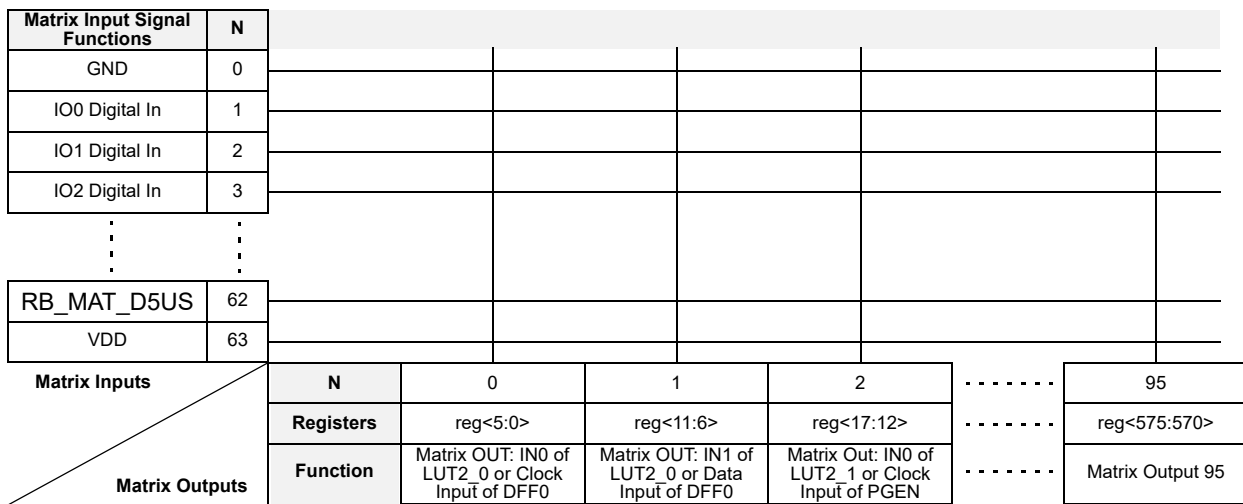 Matrix Input Signal
Functions
N
GND
0
IO0 Digital In
1
IO1 Digital In
2
IO2 Digital In
3
RB_MAT_D5US
62
VDD
63
Matrix Inputs
Matrix Outputs
N
0
1
2
95
Registers
reg<5:0>
reg<11:6>
reg<17:12>
reg<575:570>
Function
Matrix OUT: IN0 of
LUT2_0 or Clock
Input of DFF0
Matrix OUT: IN1 of
LUT2_0 or Data
Input of DFF0
Matrix Out: IN0 of
LUT2_1 or Clock
Input of PGEN
Matrix Output 95